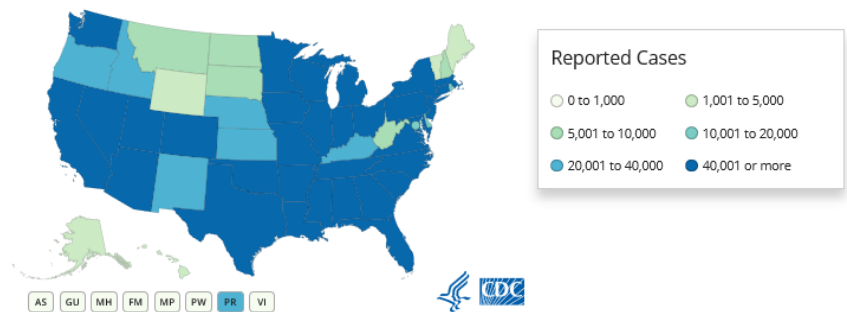 Reported Cases
0 to 1,000
1,001 to 5,000
5,001 to 10,000
10,001 to 20,000
20,001 to 40,000
40,001 or more
AS GU MH FM MP PW PR VI
CDC